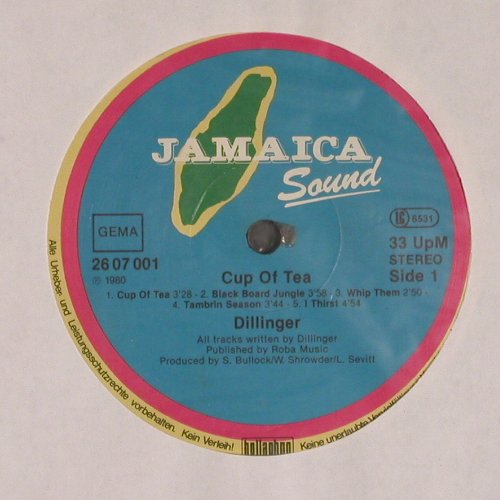 JAMAICA
Sound
GEMA
26 07 001
℗ 1980
LC 6531
33 UpM
STEREO
Side 1
Cup Of Tea
1. Cup Of Tea 3'28 - 2. Black Board Jungle 3'58 - 3. Whip Them 2'50 -
4. Tambrin Season 3'44 - 5. I Thirst 4'54
Dillinger
All tracks written by Dillinger
Published by Roba Music
Produced by S. Bullock/W. Shrowder/L. Sevitt
Alle Urheber- und Leistungsschutzrechte vorbehalten. Kein Verleih!
bellaphon
Keine unerlaubte